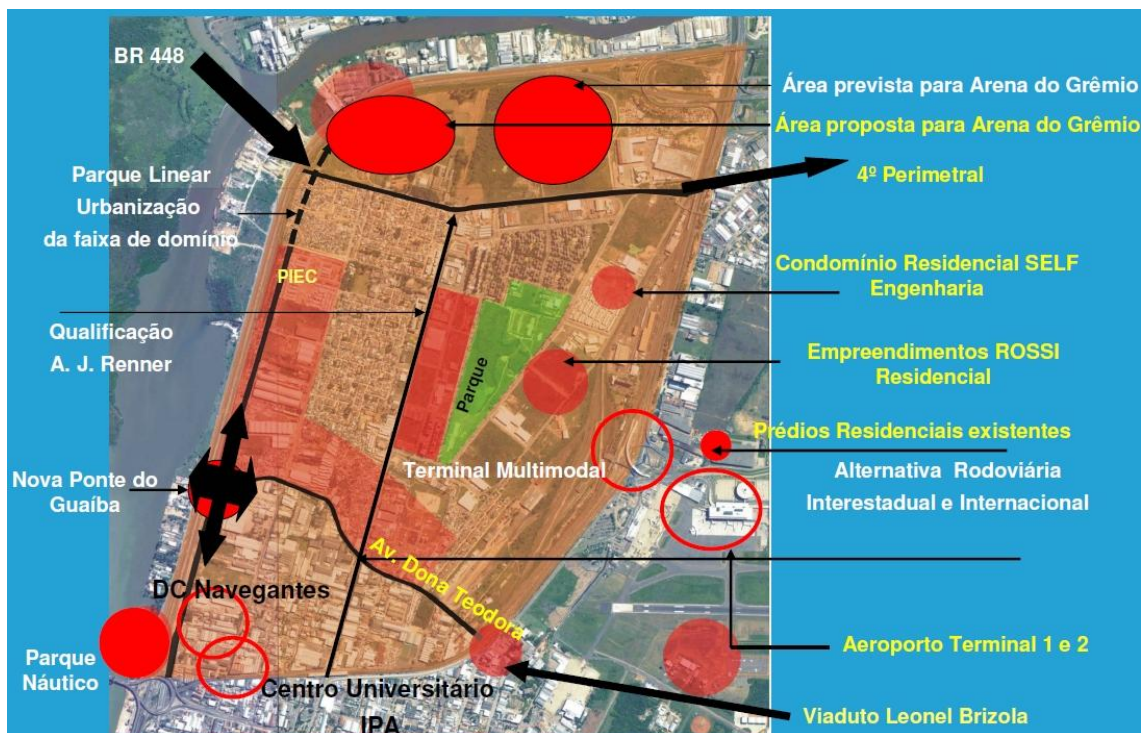 BR 448
Área prevista para Arena do Grêmio
Área proposta para Arena do Grêmio
4º Perimetral
Parque Linear
Urbanização
da faixa de domínio
PIEC
Condomínio Residencial SELF
Engenharia
Qualificação
A. J. Renner
Parque
Empreendimentos ROSSI
Residencial
Prédios Residenciais existentes
Terminal Multimodal
Alternativa Rodoviária
Interestadual e Internacional
Nova Ponte do
Guaíba
Av. Dona Teodora
DC Navegantes
Parque
Náutico
Aeroporto Terminal 1 e 2
Centro Universitário
IPA
Viaduto Leonel Brizola